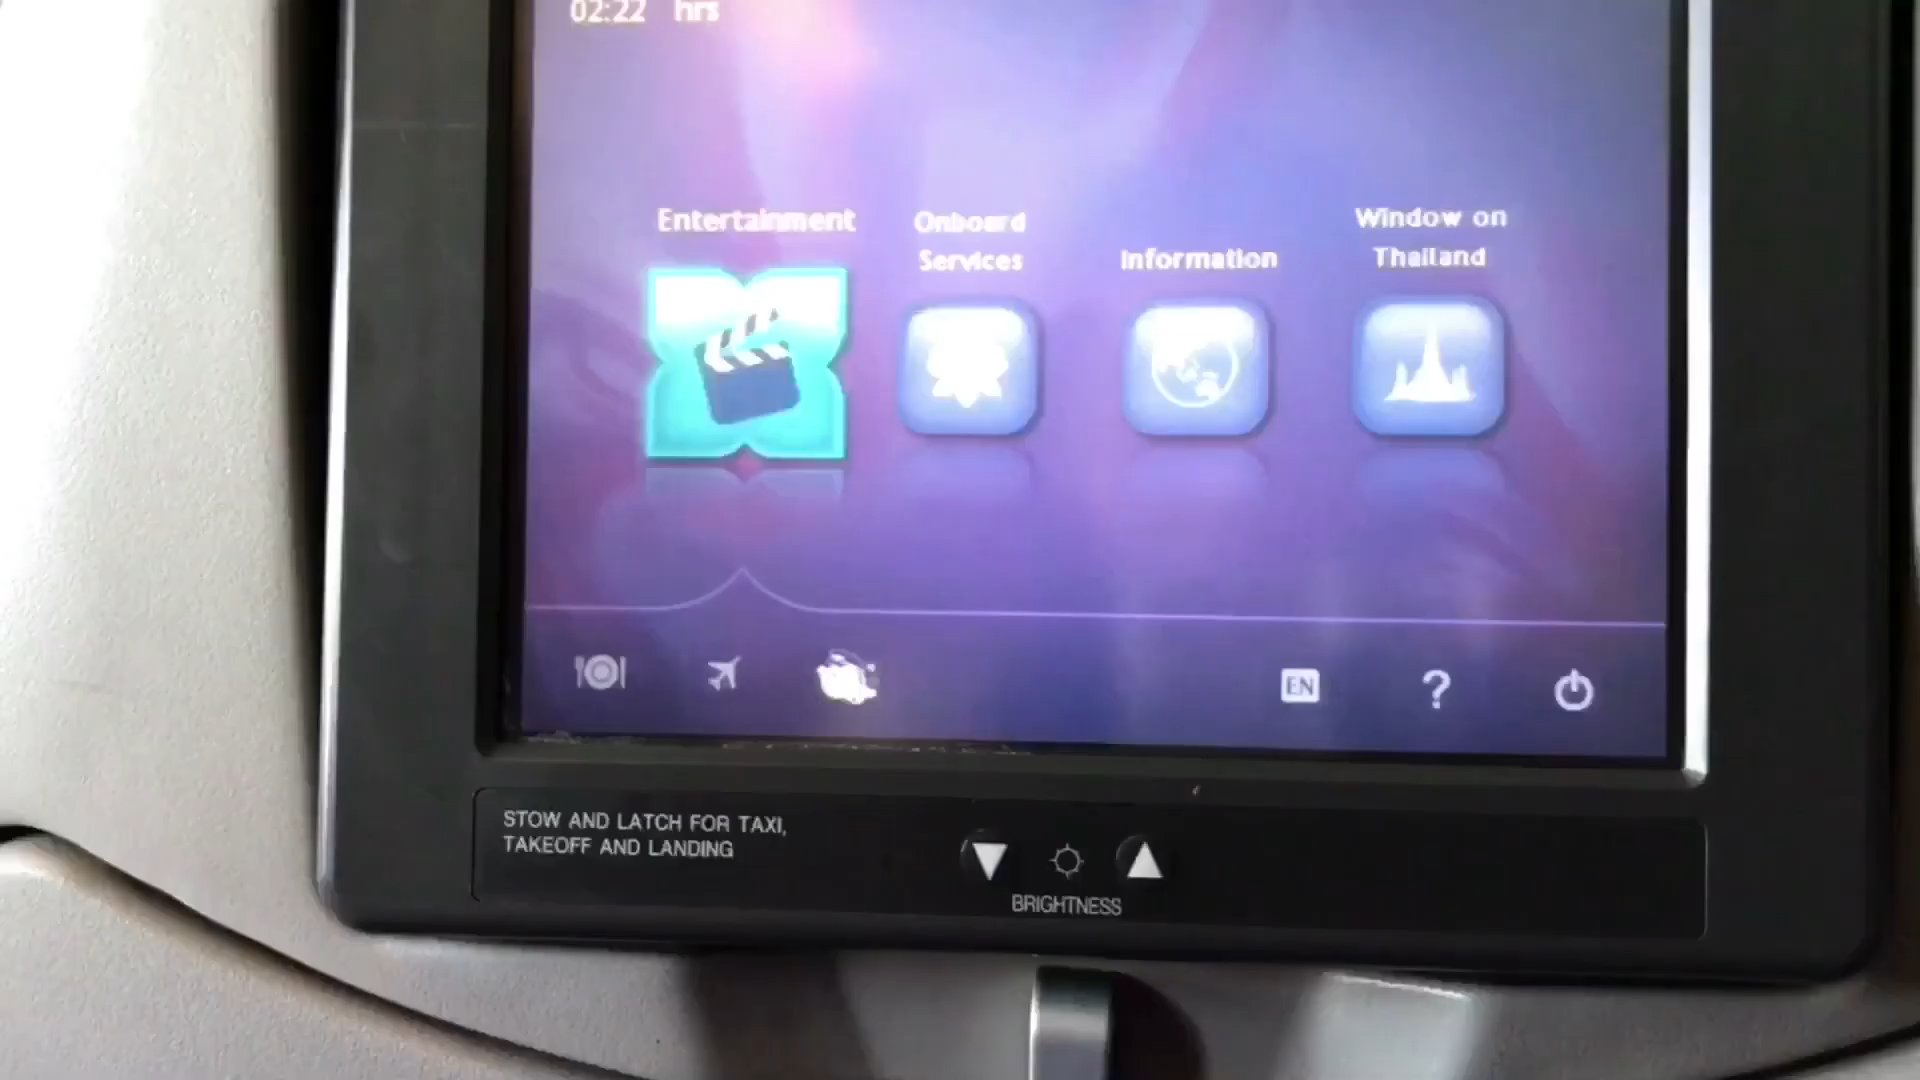 02:22 hrs
Entertainment
Onboard
Services
Information
Window on
Thailand
EN
?
STOW AND LATCH FOR TAXI,
TAKEOFF AND LANDING
BRIGHTNESS